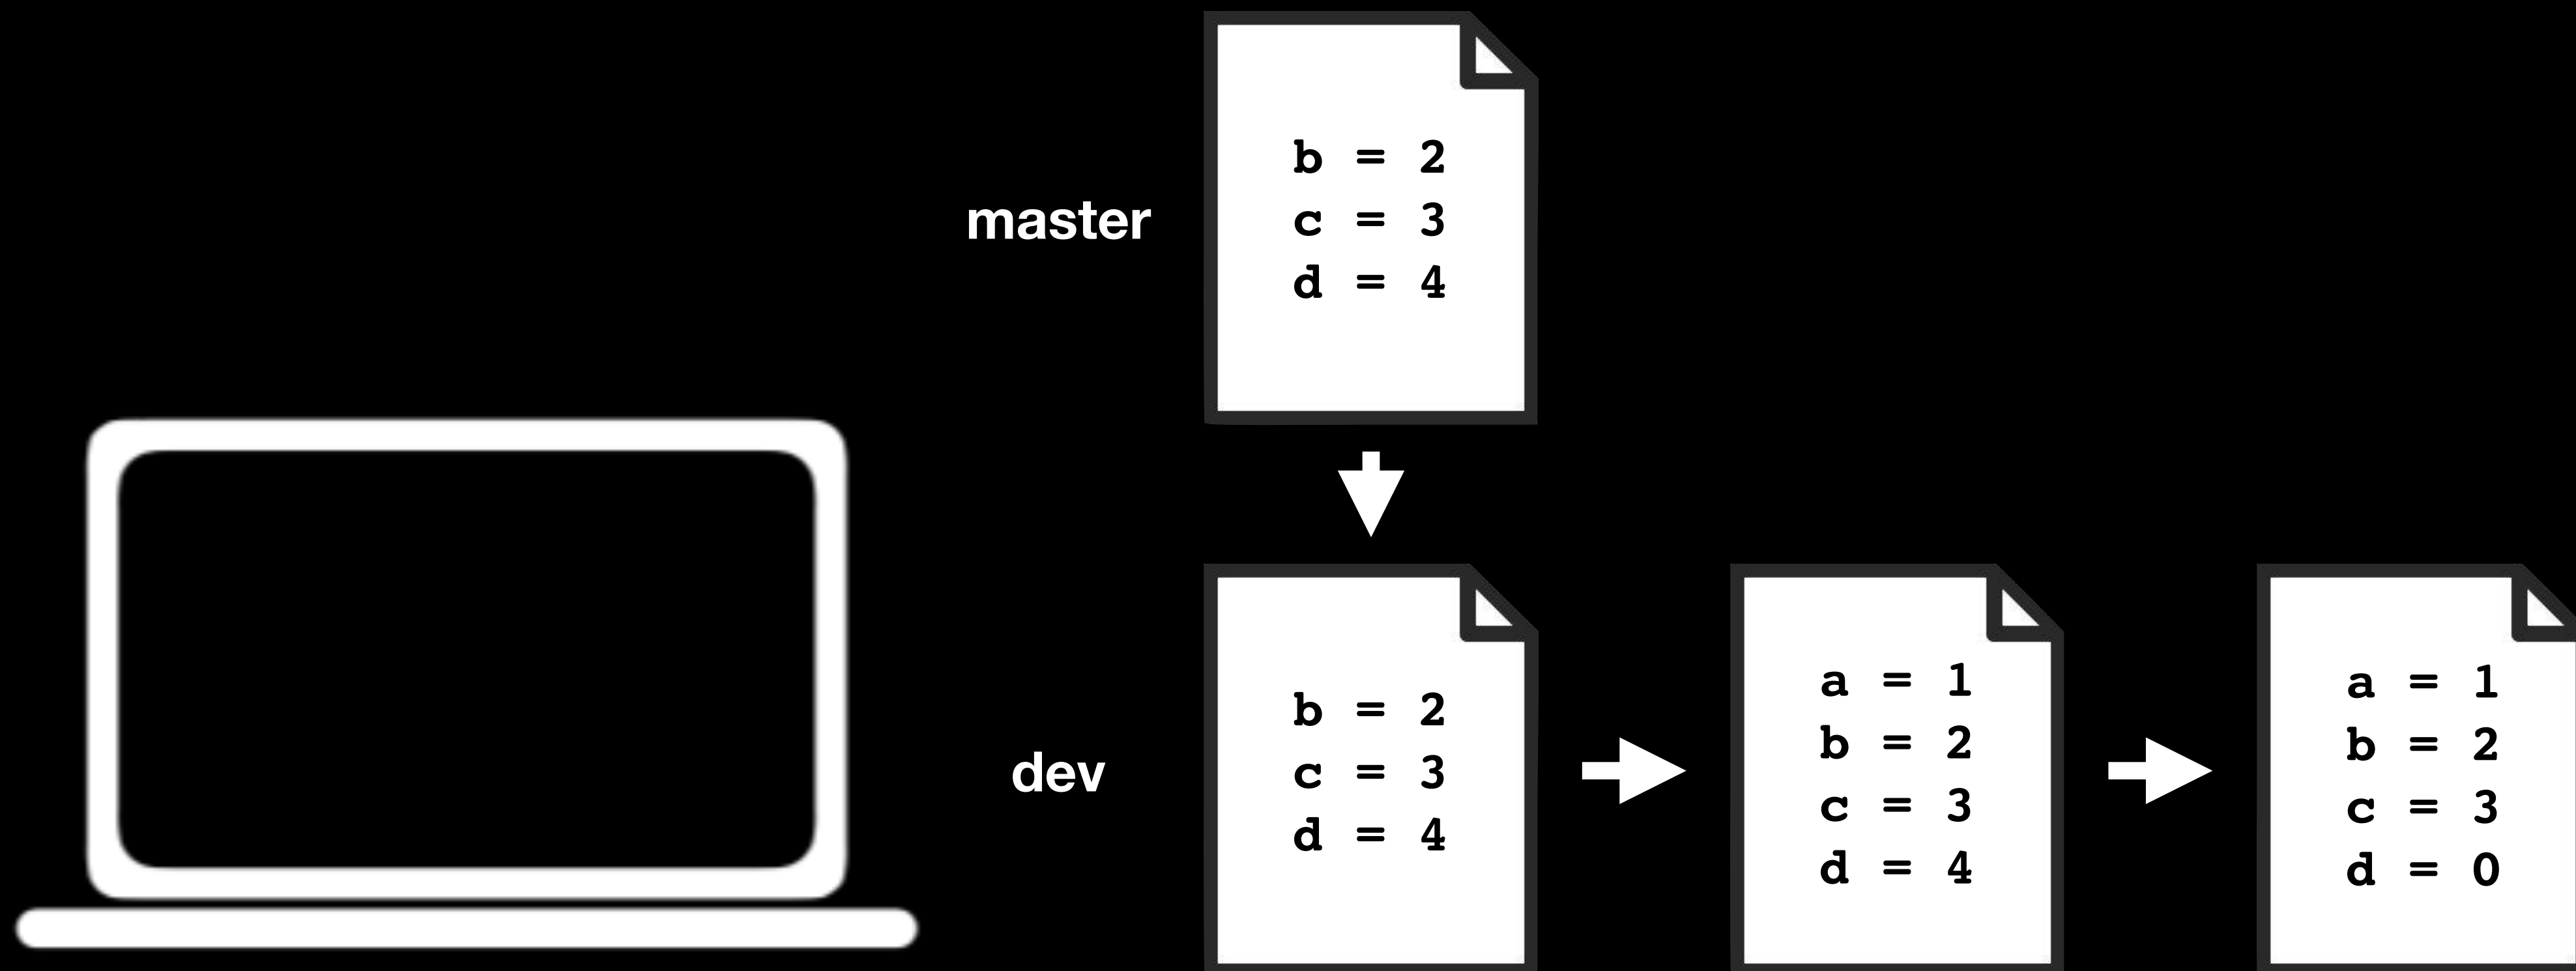 b = 2
c = 3
d = 4
master
b = 2
c = 3
d = 4
dev
a = 1
b = 2
c = 3
d = 4
a = 1
b = 2
c = 3
d = 0